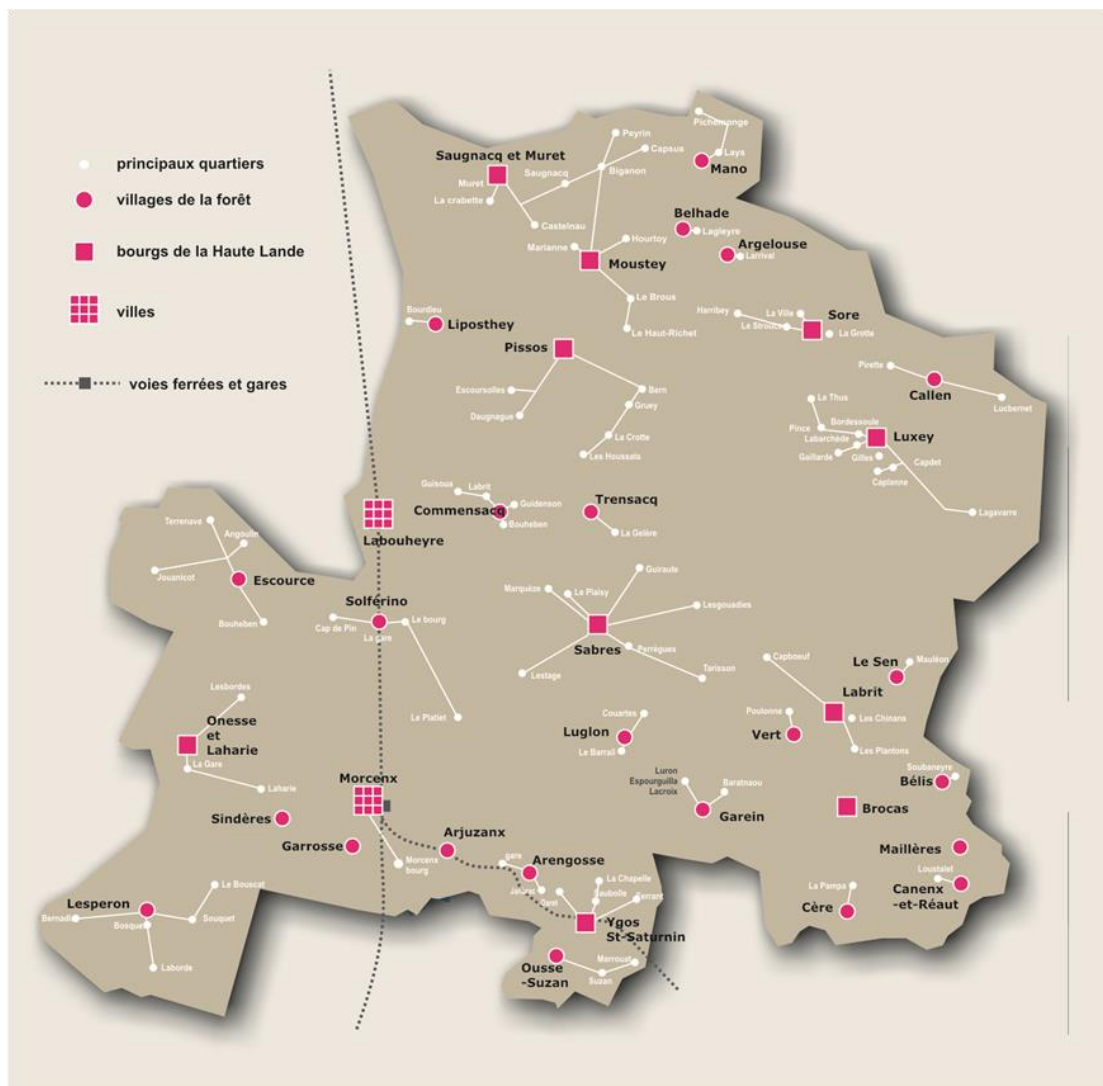 principaux quartiers
villages de la forêt
bourgs de la Haute Lande
villes
voies ferrées et gares
Pichemonge
Peyrin
Capsus
Lays
Mano
Saugnacq et Muret
Saugnacq
Biganon
Muret
La crabette
Castelnau
Belhade
Lagleyre
Marianne
Hourtoy
Argelouse
Larrival
Moustey
Le Brous
Le Haut-Richet
Bourdieu
Liposthey
Harribey
La Ville
Sore
Le Strouca
La Grotte
Pissos
Pirette
Callen
Lucbernet
Escoursolles
Bern
Daugnague
Gruey
La Crotte
Les Houssats
Le Thus
Bordessoule
Pince
Labarchède
Luxey
Gaillarde
Gilles
Capdet
Caplanne
Lagavarre
Guisoua
Labrit
Guidenson
Commensacq
Bouheben
Trensacq
La Gelère
Labouheyre
Terrenave
Angoulin
Jouanicot
Escource
Bouheben
Solférino
Cap de Pin
La gare
Le bourg
Le Platiet
Marquèze
Le Plaisy
Guiraute
Lesgouadies
Sabres
Perrègues
Lestage
Tarisson
Capboeuf
Le Sen
Mauléon
Labrit
Les Chinans
Les Plantons
Poulonne
Vert
Lesbordes
Onesse
et
Laharie
La Gare
Laharie
Couartes
Luglon
Le Barrail
Soubaneyre
Bélis
Luron
Espourguilla
Lacroix
Baratnaou
Garein
Brocas
Morcenx
Sindères
Garrosse
Morcenx
bourg
Arjuzanx
Maillères
Loustalet
Canenx
-et-Réaut
gare
Arengosse
La Pampa
Cère
La Chapelle
Ygos
St-Saturnin
Le Bouscat
Lesperon
Bosquet
Souquet
Laborde
Ousse
-Suzan
Suzan
Marrouat